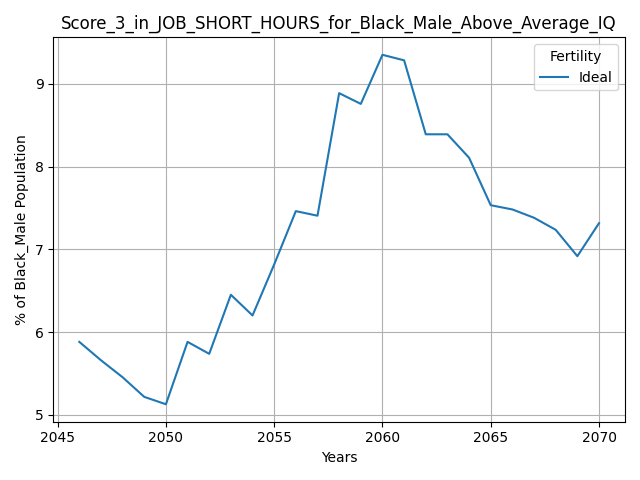 Score_3_in_JOB_SHORT_HOURS_for_Black_Male_Above_Average_IQ
Fertility
Ideal
% of Black_Male Population
9
8
7
6
5
2045 2050 2055 2060 2065 2070
Years